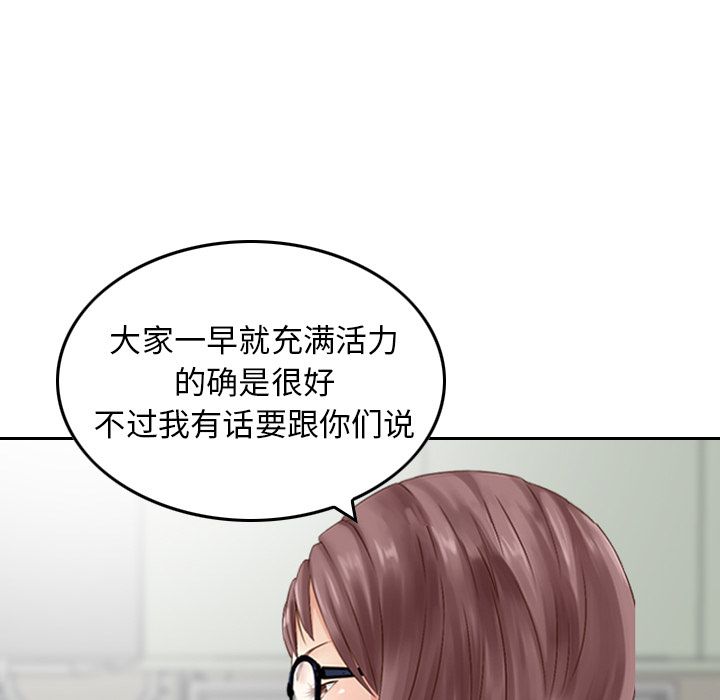 大家一早就充满活力
的确是很好
不过我有话要跟你们说